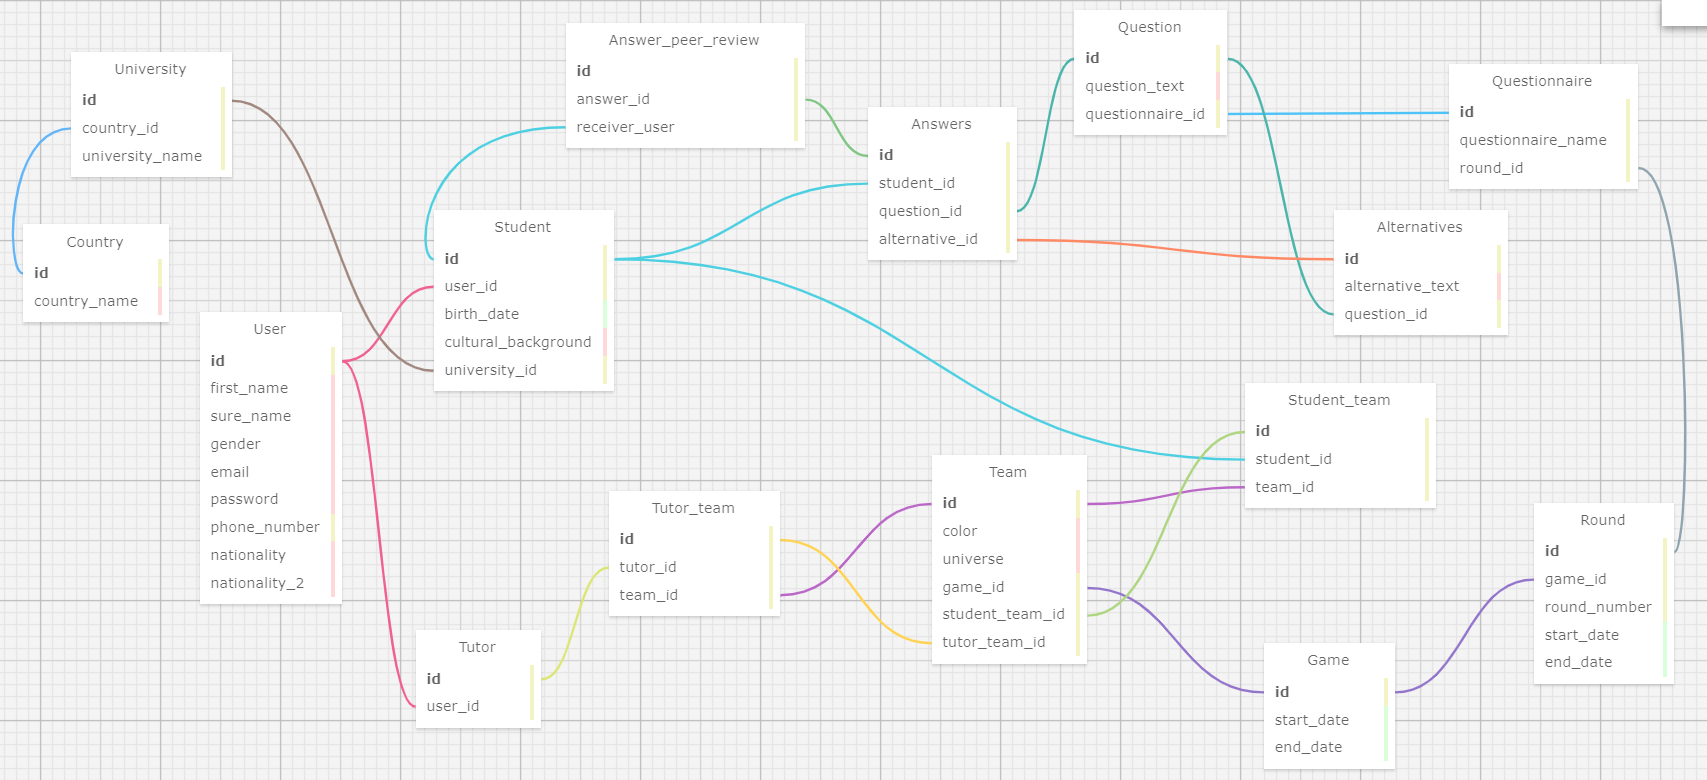 University
id
country_id
university_name
Country
id
country_name
User
id
first_name
sure_name
gender
email
password
phone_number
nationality
nationality_2
Answer_peer_review
id
answer_id
receiver_user
Student
id
user_id
birth_date
cultural_background
university_id
Tutor
id
user_id
Tutor_team
id
tutor_id
team_id
Answers
id
student_id
question_id
alternative_id
Team
id
color
universe
game_id
student_team_id
tutor_team_id
Question
id
question_text
questionnaire_id
Questionnaire
id
questionnaire_name
round_id
Alternatives
id
alternative_text
question_id
Student_team
id
student_id
team_id
Game
id
start_date
end_date
Round
id
game_id
round_number
start_date
end_date